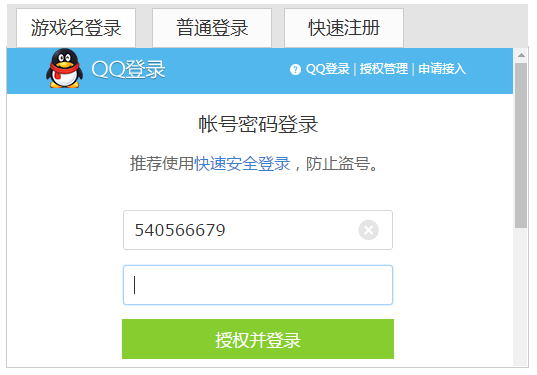 游戏名登录 普通登录 快速注册
QQ登录 ? QQ登录 | 授权管理 | 申请接入
帐号密码登录
推荐使用快速安全登录，防止盗号。
540566679
授权并登录